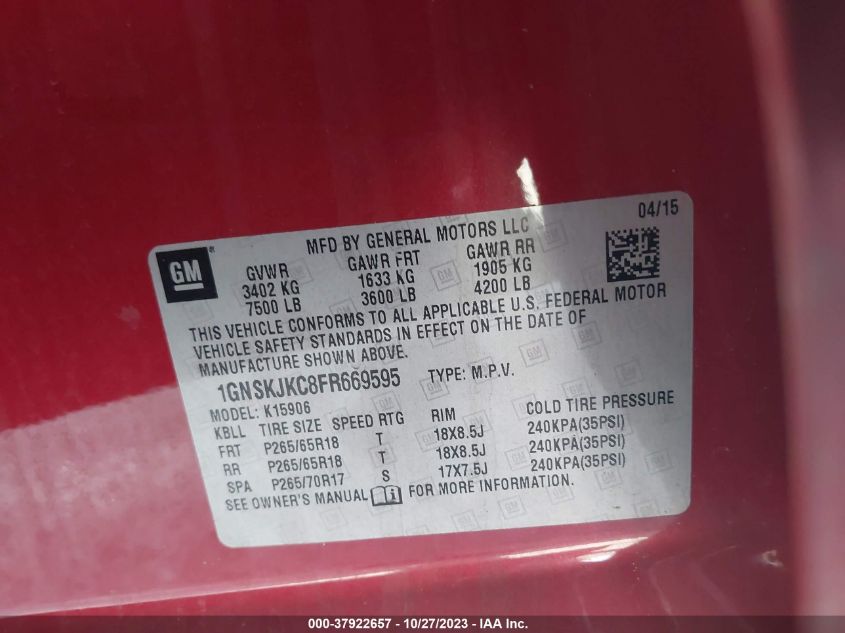 04/15
MFD BY GENERAL MOTORS LLC
GM
GVWR GAWR FRT GAWR RR
3402 KG 1633 KG 1905 KG
7500 LB 3600 LB 4200 LB
THIS VEHICLE CONFORMS TO ALL APPLICABLE U.S. FEDERAL MOTOR
VEHICLE SAFETY STANDARDS IN EFFECT ON THE DATE OF
MANUFACTURE SHOWN ABOVE.
1GNSKJKC8FR669595 TYPE: M.P.V.
MODEL: K15906
KBLL TIRE SIZE SPEED RTG RIM COLD TIRE PRESSURE
FRT P265/65R18 T 18X8.5J 240KPA(35PSI)
RR P265/65R18 T 18X8.5J 240KPA(35PSI)
SPA P265/70R17 S 17X7.5J 240KPA(35PSI)
SEE OWNER'S MANUAL FOR MORE INFORMATION.
000-37922657 - 10/27/2023 - IAA Inc.